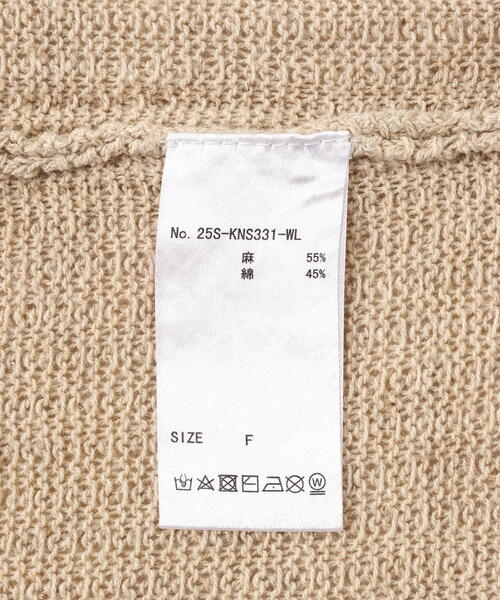 No. 25S-KNS331-WL
麻 55%
綿 45%
SIZE F
W